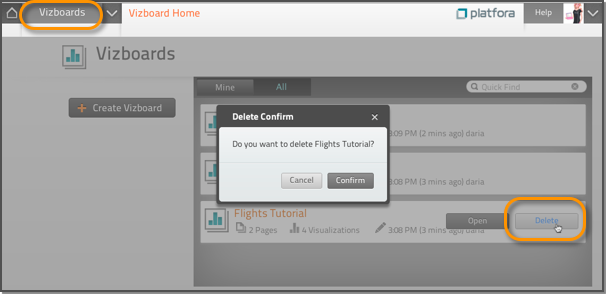 Vizboards Vizboard Home platfora Help
Vizboards
Mine All Quick Find
Create Vizboard
Delete Confirm
3:09 PM (2 mins ago) daria
Do you want to delete Flights Tutorial?
3:08 PM (3 mins ago) daria
Cancel Confirm
Flights Tutorial
Open Delete
2 Pages 4 Visualizations 3:08 PM (3 mins ago) daria